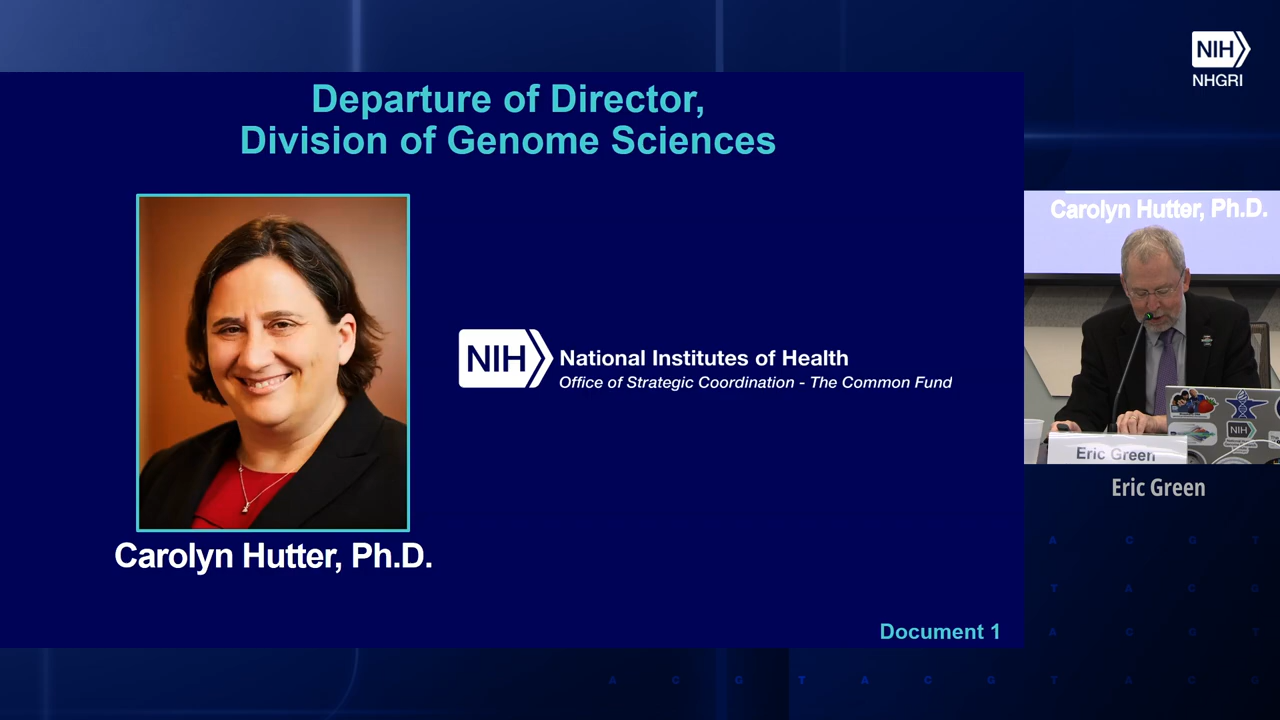 NIH
NHGRI
Departure of Director,
Division of Genome Sciences
Carolyn Hutter, Ph.D.
NIH
National Institutes of Health
Office of Strategic Coordination - The Common Fund
Carolyn Hutter, Ph.D.
Document 1
NIH
Eric Green
Eric Green
A C G T
T A C G
A C G T
A C G T A C G T A C G